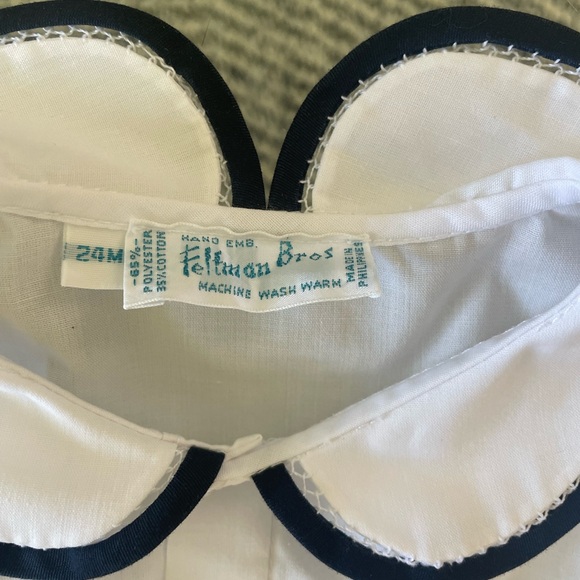 24M
-65%-
POLYESTER
35% COTTON
HAND EMB.
Feltman Bros
MACHINE WASH WARM
MADE IN
PHILIPPINES